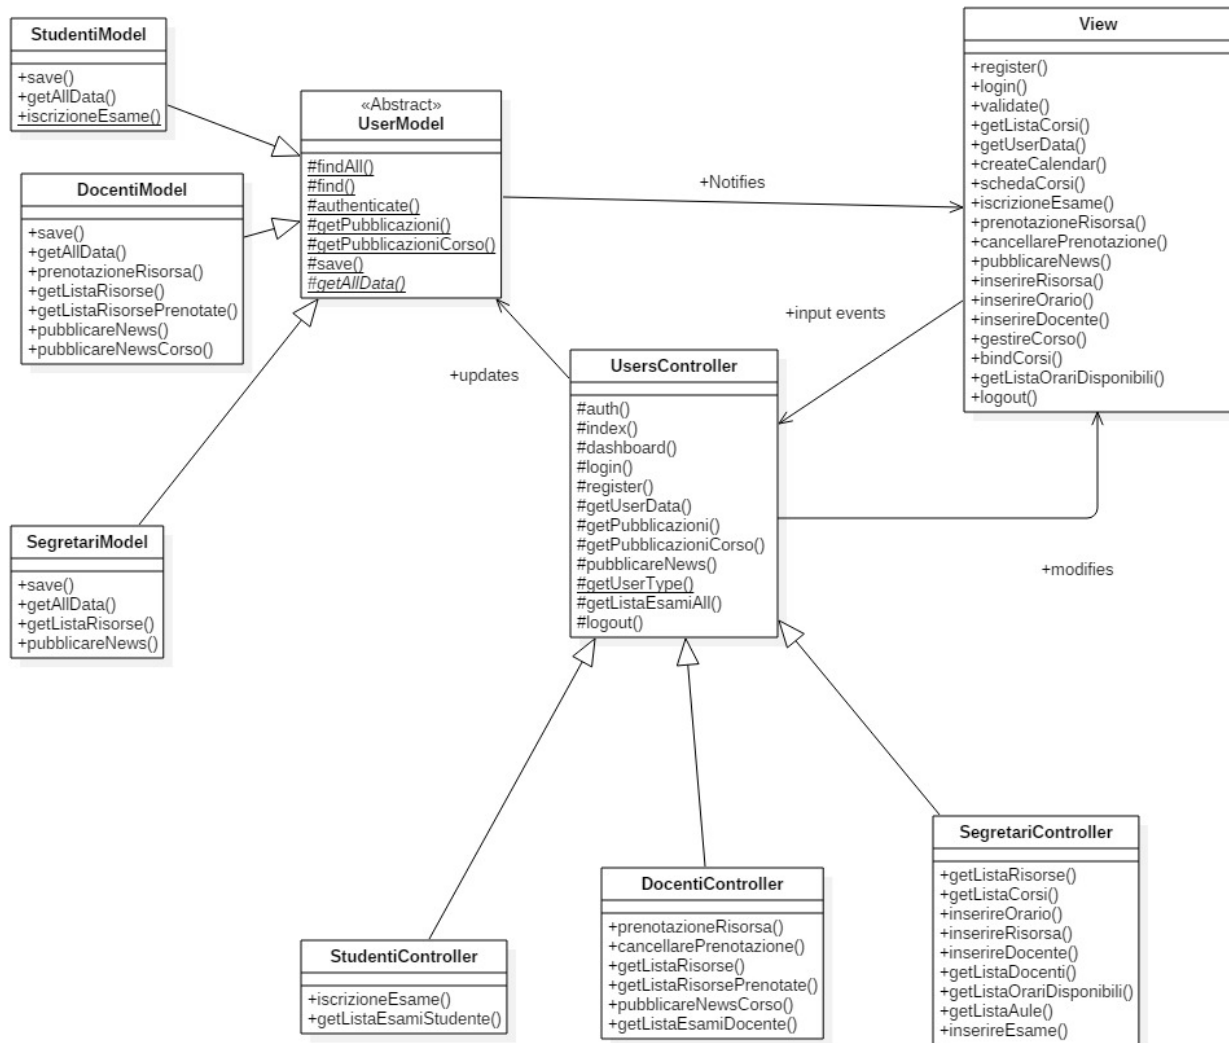 StudentiModel
+save()
+getAllData()
+iscrizioneEsame()
«Abstract»
UserModel
#findAll()
#find()
#authenticate()
#getPubblicazioni()
#getPubblicazioniCorso()
#save()
#getAllData()
DocentiModel
+save()
+getAllData()
+prenotazioneRisorsa()
+getListaRisorse()
+getListaRisorsePrenotate()
+pubblicareNews()
+pubblicareNewsCorso()
View
+register()
+login()
+validate()
+getListaCorsi()
+getUserData()
+createCalendar()
+schedaCorsi()
+iscrizioneEsame()
+prenotazioneRisorsa()
+cancellarePrenotazione()
+pubblicareNews()
+inserireRisorsa()
+inserireOrario()
+inserireDocente()
+gestireCorso()
+bindCorsi()
+getListaOrariDisponibili()
+logout()
+Notifies
+input events
+updates
+modifies
UsersController
#auth()
#index()
#dashboard()
#login()
#register()
#getUserData()
#getPubblicazioni()
#getPubblicazioniCorso()
#pubblicareNews()
#getUserType()
#getListaEsamiAll()
#logout()
SegretariModel
+save()
+getAllData()
+getListaRisorse()
+pubblicareNews()
StudentiController
+iscrizioneEsame()
+getListaEsamiStudente()
DocentiController
+prenotazioneRisorsa()
+cancellarePrenotazione()
+getListaRisorse()
+getListaRisorsePrenotate()
+pubblicareNewsCorso()
+getListaEsamiDocente()
SegretariController
+getListaRisorse()
+getListaCorsi()
+inserireOrario()
+inserireRisorsa()
+inserireDocente()
+getListaDocenti()
+getListaOrariDisponibili()
+getListaAule()
+inserireEsame()